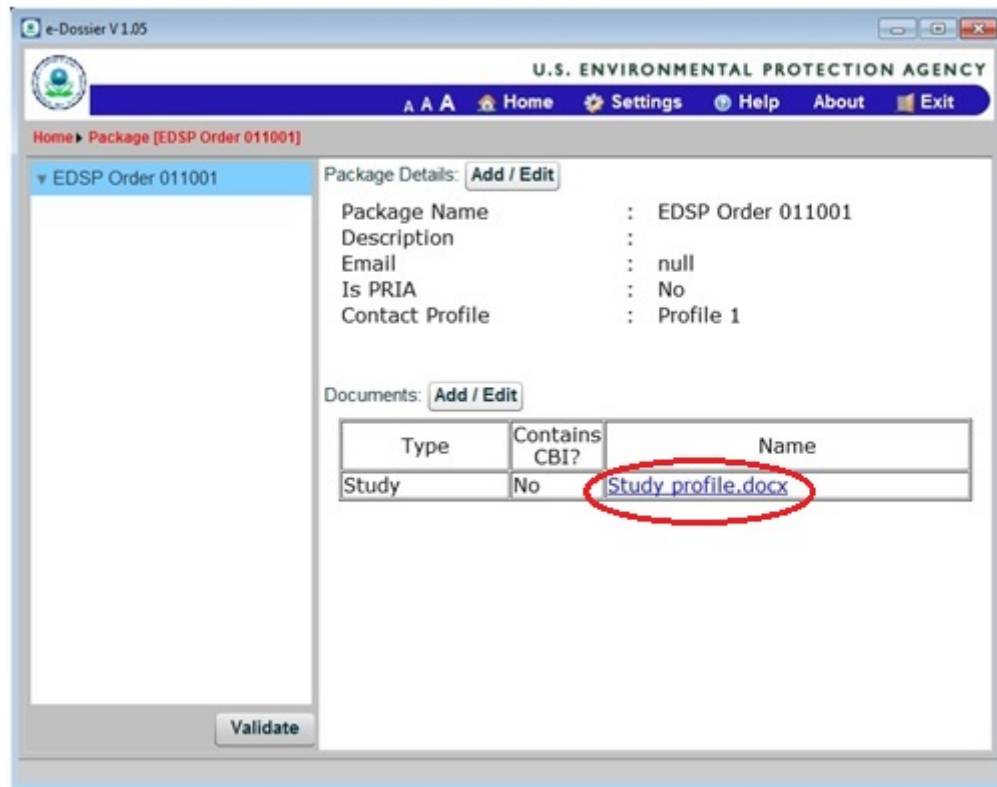 e-Dossier V 1.05
U.S. ENVIRONMENTAL PROTECTION AGENCY
A A A Home Settings Help About Exit
Home Package [EDSP Order 011001]
EDSP Order 011001
Package Details: Add / Edit
Package Name : EDSP Order 011001
Description :
Email : null
Is PRIA : No
Contact Profile : Profile 1
Documents: Add / Edit
Type Contains CBI? Name
Study No Study profile.docx
Validate